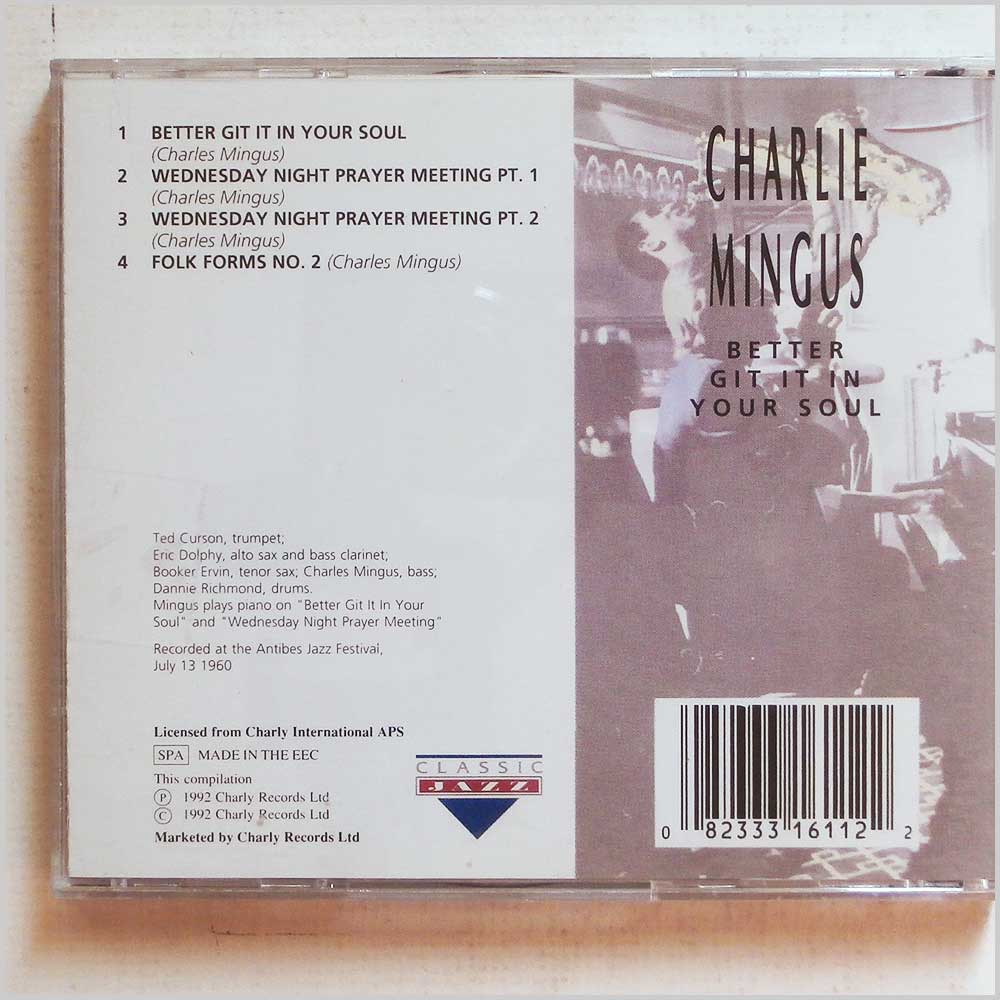 1 BETTER GIT IT IN YOUR SOUL
(Charles Mingus)
2 WEDNESDAY NIGHT PRAYER MEETING PT. 1
(Charles Mingus)
3 WEDNESDAY NIGHT PRAYER MEETING PT. 2
(Charles Mingus)
4 FOLK FORMS NO. 2 (Charles Mingus)
Ted Curson, trumpet;
Eric Dolphy, alto sax and bass clarinet;
Booker Ervin, tenor sax; Charles Mingus, bass;
Dannie Richmond, drums.
Mingus plays piano on "Better Git It In Your
Soul" and "Wednesday Night Prayer Meeting"
Recorded at the Antibes Jazz Festival,
July 13 1960
Licensed from Charly International APS
SPA MADE IN THE EEC
This compilation
Ⓟ 1992 Charly Records Ltd
© 1992 Charly Records Ltd
Marketed by Charly Records Ltd
CLASSIC
JAZZ
CHARLIE
MINGUS
BETTER
GIT IT IN
YOUR SOUL
0 82333 16112 2